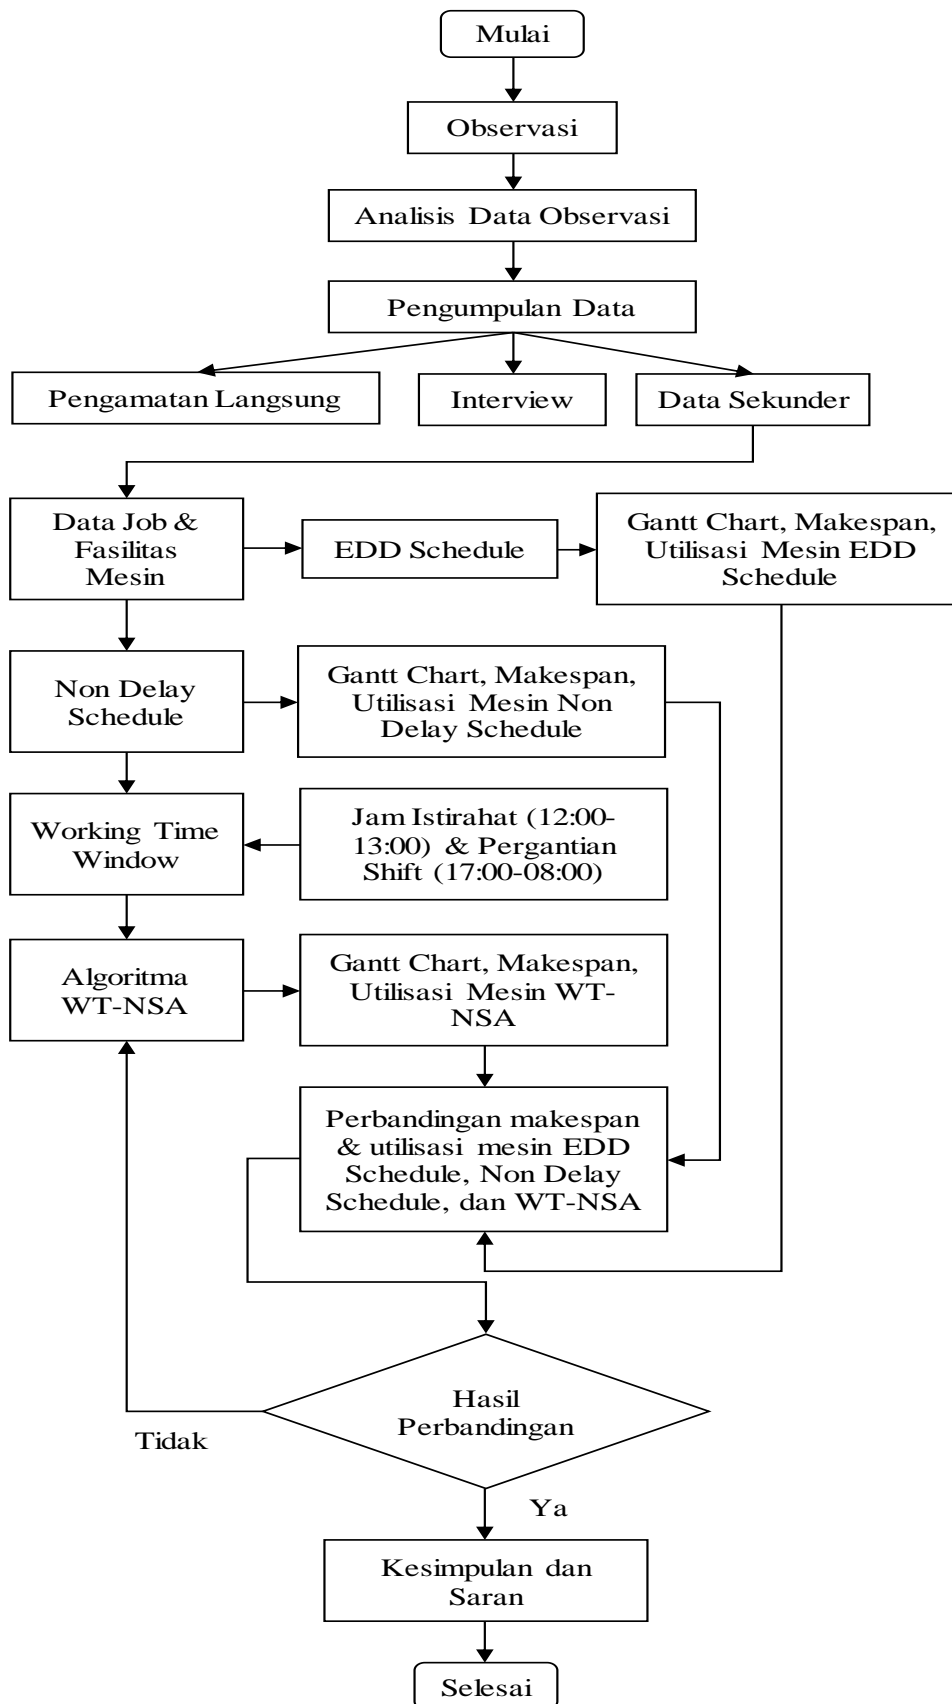 Mulai
Observasi
Analisis Data Observasi
Pengumpulan Data
Pengamatan Langsung
Interview
Data Sekunder
Data Job &
Fasilitas
Mesin
EDD Schedule
Gantt Chart, Makespan,
Utilisasi Mesin EDD
Schedule
Non Delay
Schedule
Gantt Chart, Makespan,
Utilisasi Mesin Non
Delay Schedule
Working Time
Window
Jam Istirahat (12:00-
13:00) & Pergantian
Shift (17:00-08:00)
Algoritma
WT-NSA
Gantt Chart, Makespan,
Utilisasi Mesin WT-
NSA
Perbandingan makespan
& utilisasi mesin EDD
Schedule, Non Delay
Schedule, dan WT-NSA
Hasil
Perbandingan
Tidak
Ya
Kesimpulan dan
Saran
Selesai